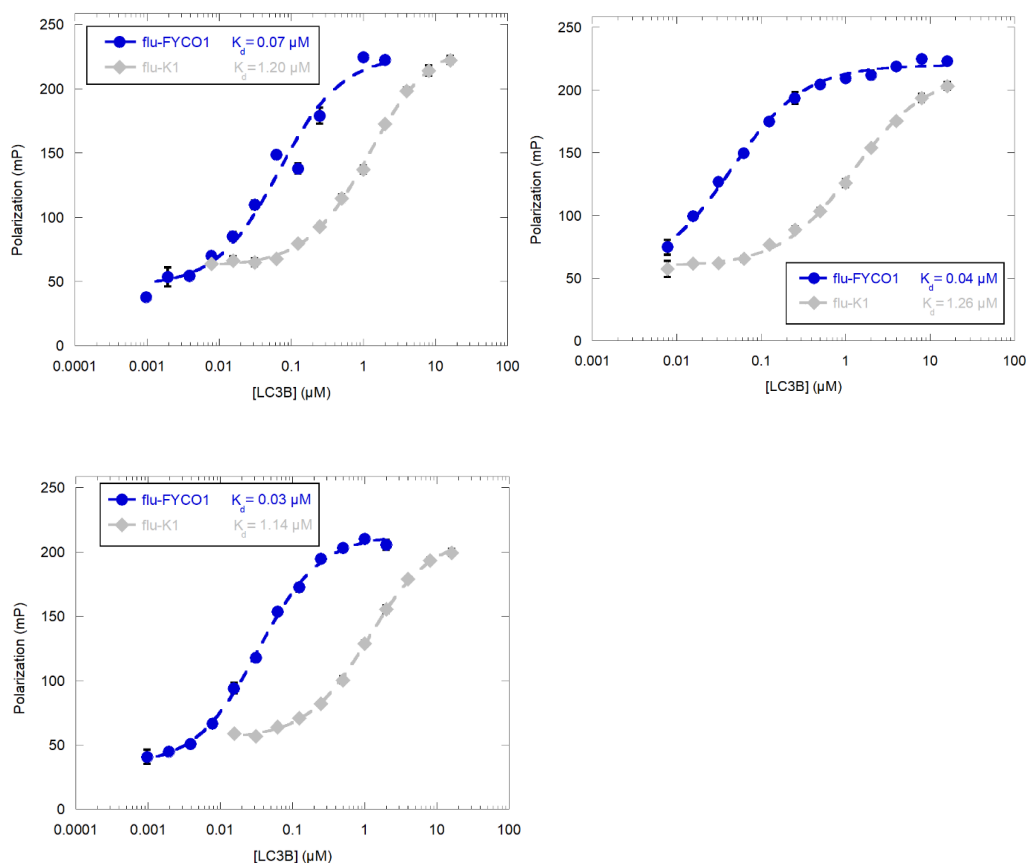 250
200
150
100
50
0
Polarization (mP)
flu-FYCO1 Kd= 0.07 µM
flu-K1 Kd= 1.20 µM
0.0001 0.001 0.01 0.1 1 10 100
[LC3B] (µM)
250
200
150
100
50
0
Polarization (mP)
flu-FYCO1 Kd= 0.04 µM
flu-K1 Kd= 1.26 µM
0.001 0.01 0.1 1 10 100
[LC3B] (µM)
250
200
150
100
50
0
Polarization (mP)
flu-FYCO1 Kd= 0.03 µM
flu-K1 Kd= 1.14 µM
0.0001 0.001 0.01 0.1 1 10 100
[LC3B] (µM)